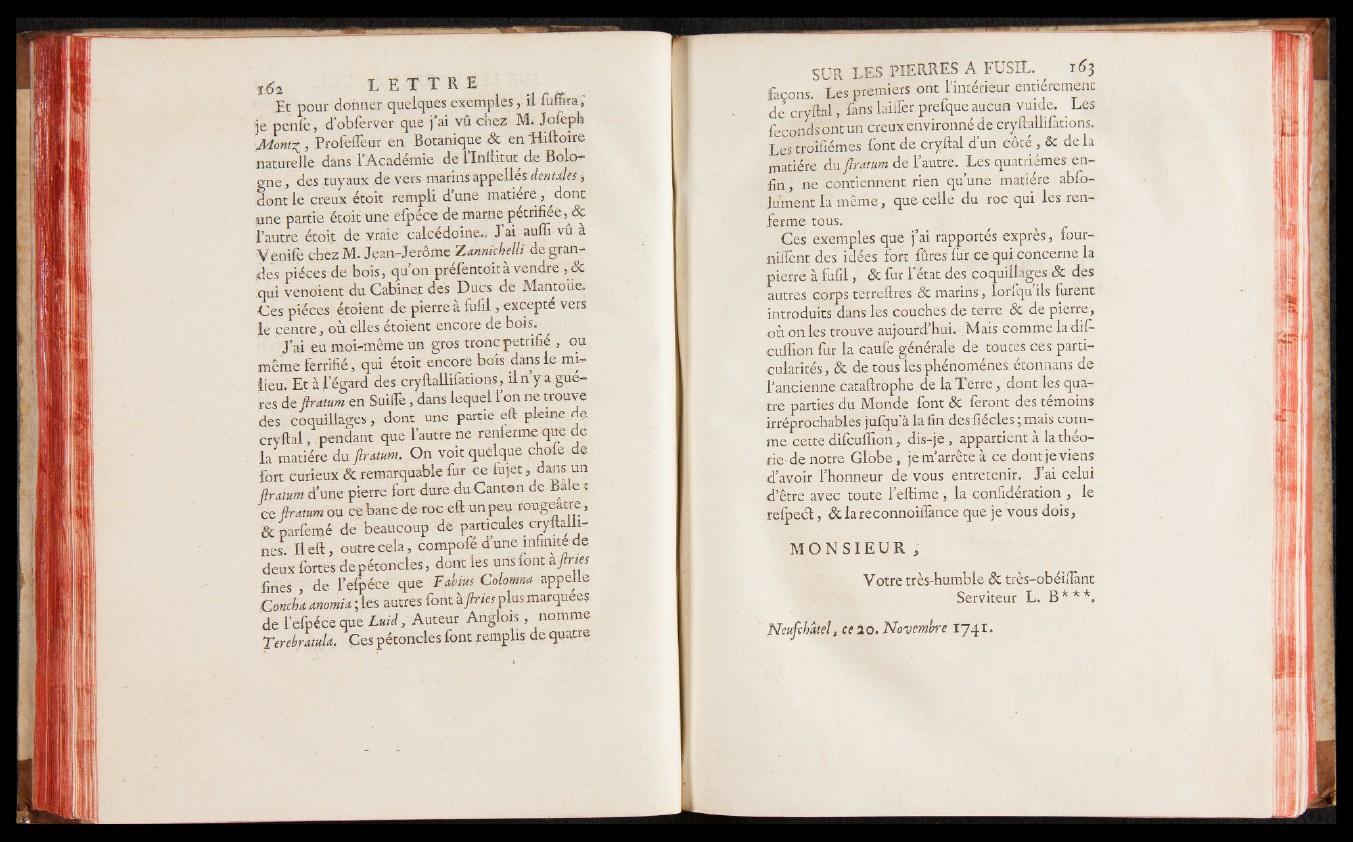 162 LETTRE
Et pour donner quelques exemples, il ſuffira,
je penſe, d'obſerver que j'ai vû chez M. Joſeph
Montz, Profeſſeur en Botanique & en Hiſtoire
naturelle dans l'Académie de l'Inſtitut de Bolo-
gne, des tuyaux de vers marins appellés dentales,
dont le creux étoit rempli d'une matiére, dont
une partie étoit une eſpéce de marne pétrifiée, &
l'autre étoit de vraie calcédoine. J'ai auſſi vû à
Veniſe chez M. Jean-Jerôme Zannichelli de gran-
des piéces de bois, qu'on préſentoit à vendre, &
qui venoient du Cabinet des Ducs de Mantoüe.
Ces piéces étoient de pierre à fuſil, excepté vers
le centre, où elles étoient encore de bois.
J'ai eu moi-même un gros tronc petrifié, ou
même ferrifié, qui étoit encore bois dans le mi-
lieu. Et à l'égard des cryſtalliſations, il n'y a gué-
res de ſtratum en Suiſſe, dans lequel l'on ne trouve
des coquillages, dont une partie eſt pleine de
cryſtal, pendant que l'autre ne renferme que de
la matiére du ſtratum. On voit quelque choſe de
fort curieux & remarquable ſur ce ſujet, dans un
ſtratum d'une pierre fort dure du Canton de Bâle :
ce ſtratum ou ce banc de roc eſt un peu rougeâtre,
& parſemé de beaucoup de particules cryſtalli-
nes. Il eſt, outre cela, compoſé d'une infinité de
deux ſortes de pétoncles, dont les uns ſont à ſtries
fines, de l'eſpéce que Fabius Colomna appelle
Concha anomia; les autres ſont à ſtries plus marquées
de l'eſpéce que Luid, Auteur Anglois, nomme
Terebratula. Ces pétoncles ſont remplis de quatre
SUR LES PIERRES A FUSIL. 163
façons. Les premiers ont l'intérieur entiérement
de cryſtal, ſans laiſſer preſque aucun vuide. Les
ſeconds ont un creux environné de cryſtalliſations.
Les troiſiémes ſont de cryſtal d'un côté, & de la
matiére du ſtratum de l'autre. Les quatriémes en-
fin, ne contiennent rien qu'une matiére abſo-
lument la même, que celle du roc qui les ren-
ferme tous.
Ces exemples que j'ai rapportés exprès, four-
niſſent des idées fort ſûres ſur ce qui concerne la
pierre à fuſil, & ſur l'état des coquillages & des
autres corps terreſtres & marins, lorſqu'ils furent
introduits dans les couches de terre & de pierre,
où on les trouve aujourd'hui. Mais comme la diſ-
cuſſion ſur la cauſe générale de toutes ces parti-
cularités, & de tous les phénoménes étonnans de
l'ancienne cataſtrophe de la Terre, dont les qua-
tre parties du Monde ſont & ſeront des témoins
irréprochables juſqu'à la fin des ſiécles; mais com-
me cette diſcuſſion, dis-je, appartient à la théo-
rie de notre Globe, je m'arrête à ce dont je viens
d'avoir l'honneur de vous entretenir. J'ai celui
d'être avec toute l'eſtime, la conſidération, le
reſpect, & la reconnoiſſance que je vous dois,
MONSIEUR,
Votre très-humble & très-obéiſſant
Serviteur L. B***.
Neufchâtel, ce 20. Novembre 1741.